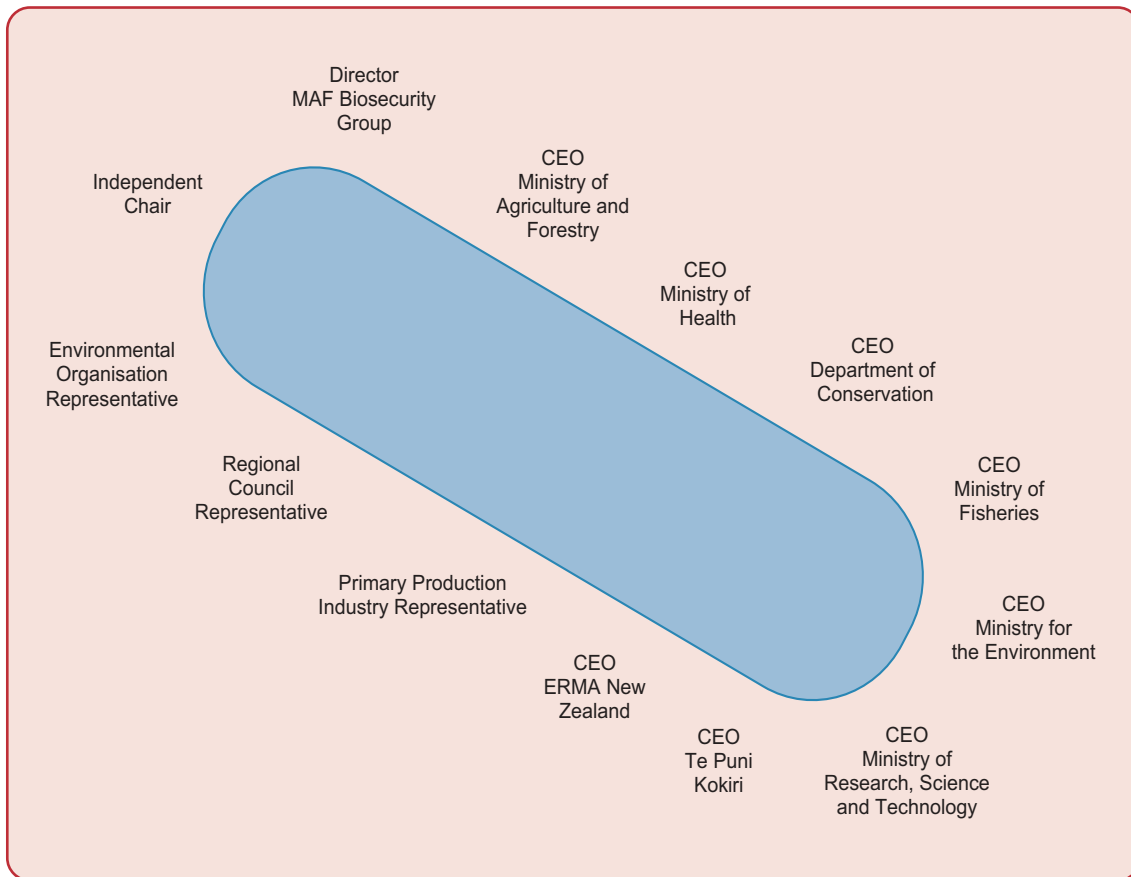 Director
MAF Biosecurity
Group
Independent
Chair
CEO
Ministry of
Agriculture and
Forestry
CEO
Ministry of
Health
CEO
Department of
Conservation
CEO
Ministry of
Fisheries
CEO
Ministry for
the Environment
CEO
Ministry of
Research, Science
and Technology
CEO
Te Puni
Kokiri
CEO
ERMA New
Zealand
Primary Production
Industry Representative
Regional
Council
Representative
Environmental
Organisation
Representative